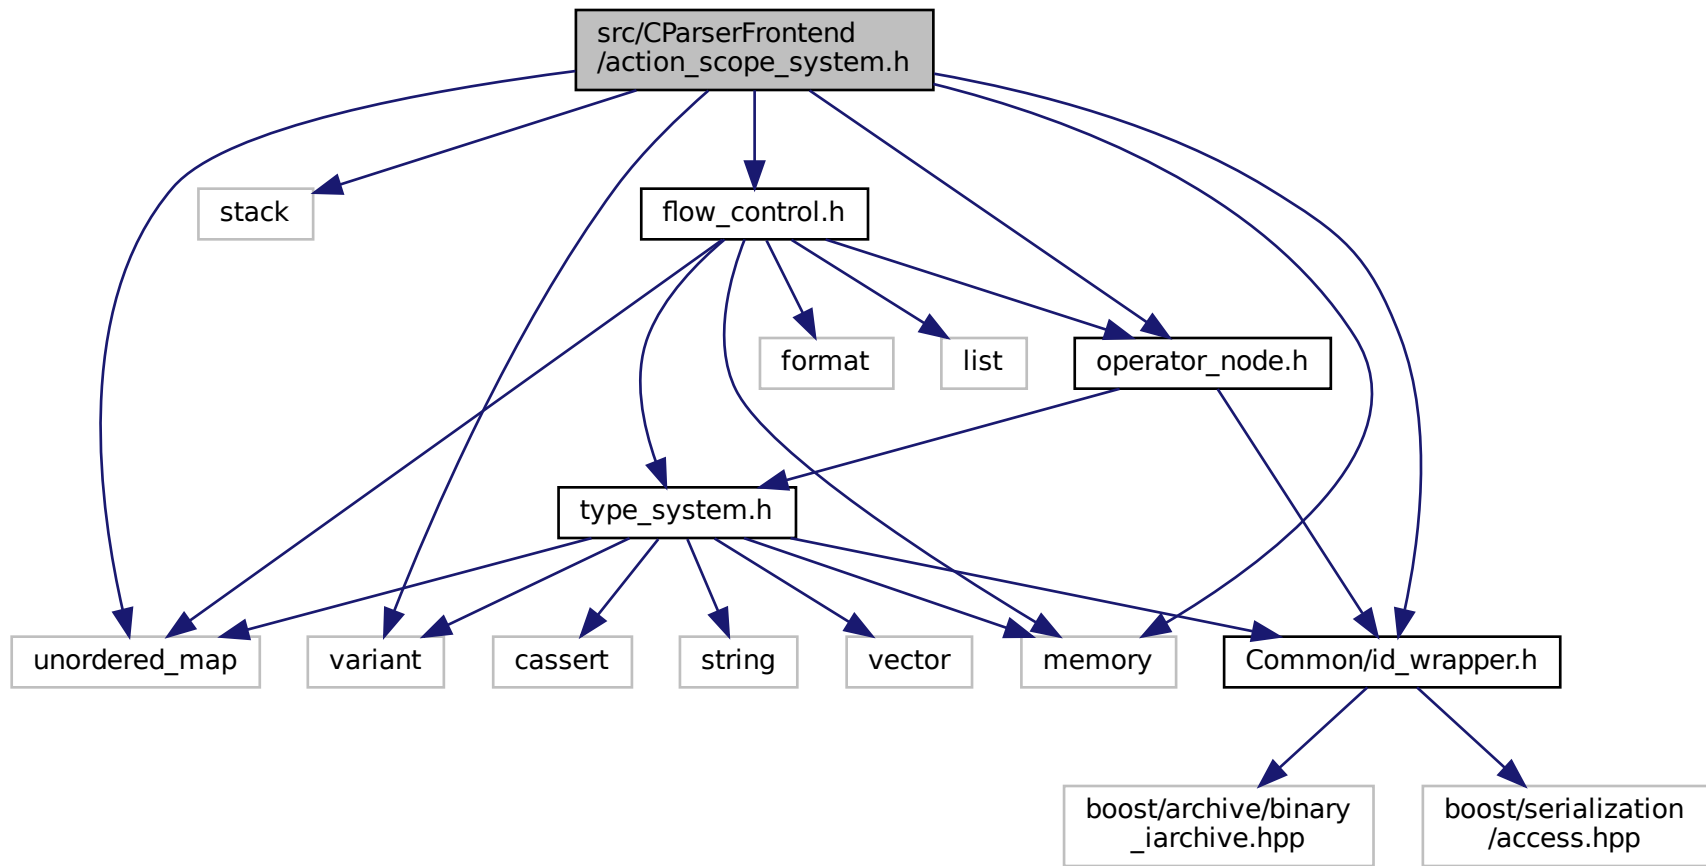 src/CParserFrontend
/action_scope_system.h
stack
flow_control.h
format
list
operator_node.h
type_system.h
unordered_map
variant
cassert
string
vector
memory
Common/id_wrapper.h
boost/archive/binary
_iarchive.hpp
boost/serialization
/access.hpp